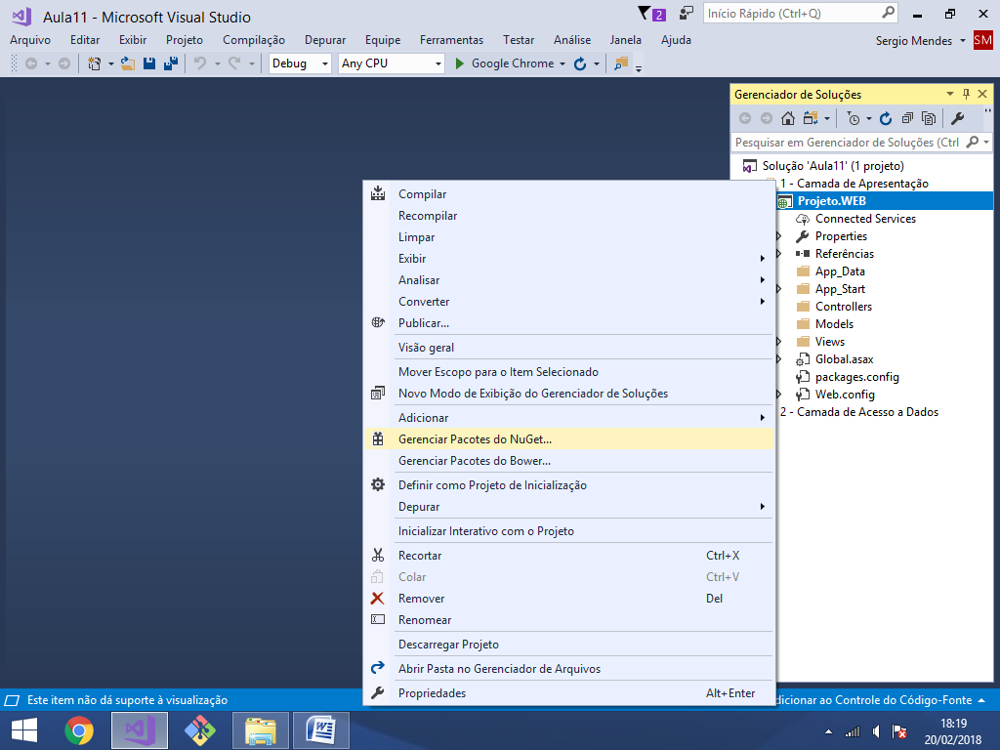 Aula11 - Microsoft Visual Studio
2
Início Rápido (Ctrl+Q)
Arquivo Editar Exibir Projeto Compilação Depurar Equipe Ferramentas Testar Análise Janela Ajuda
Sergio Mendes SM
Debug Any CPU Google Chrome
Gerenciador de Soluções
Pesquisar em Gerenciador de Soluções (Ctrl
Solução 'Aula11' (1 projeto)
1 - Camada de Apresentação
Projeto.WEB
Connected Services
Properties
Referências
App_Data
App_Start
Controllers
Models
Views
Global.asax
packages.config
Web.config
2 - Camada de Acesso a Dados
Compilar
Recompilar
Limpar
Exibir
Analisar
Converter
Publicar...
Visão geral
Mover Escopo para o Item Selecionado
Novo Modo de Exibição do Gerenciador de Soluções
Adicionar
Gerenciar Pacotes do NuGet...
Gerenciar Pacotes do Bower...
Definir como Projeto de Inicialização
Depurar
Inicializar Interativo com o Projeto
Recortar Ctrl+X
Colar Ctrl+V
Remover Del
Renomear
Descarregar Projeto
Abrir Pasta no Gerenciador de Arquivos
Propriedades Alt+Enter
Este item não dá suporte à visualização
dicionar ao Controle do Código-Fonte
18:19
20/02/2018